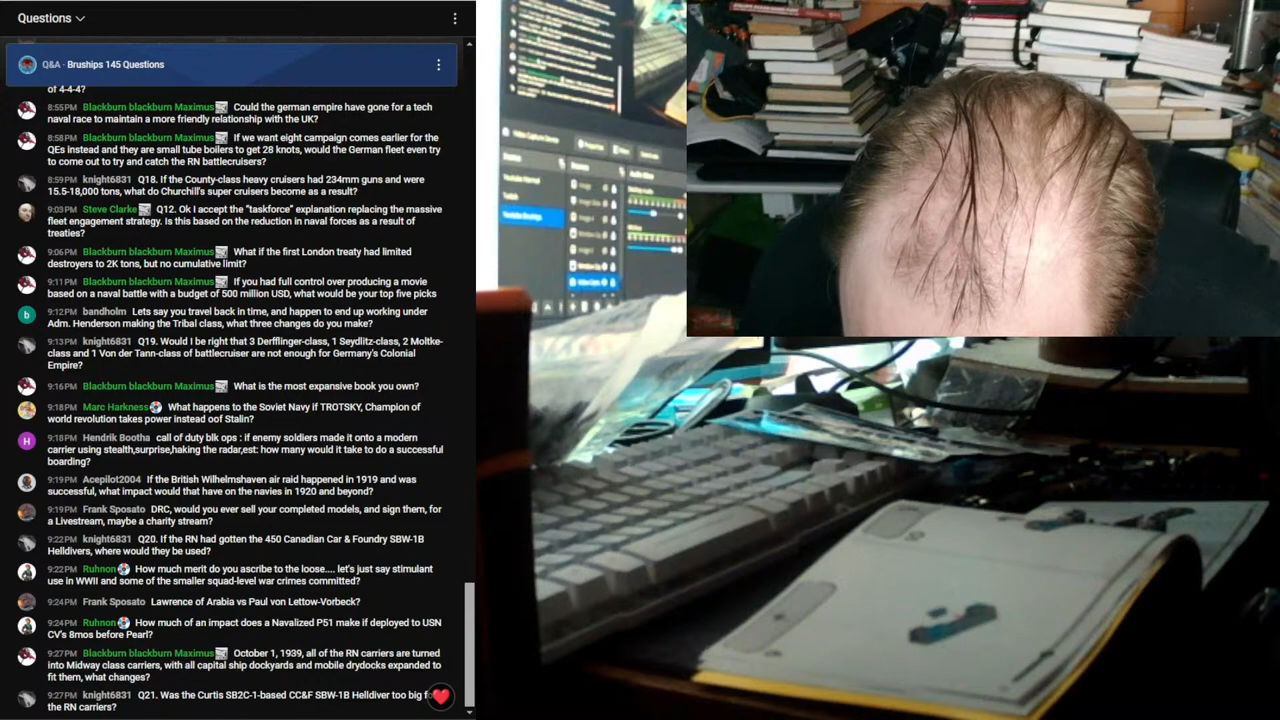 Questions
Q&A · Bruships 145 Questions
of 4-4-4?
8:55PM Blackburn blackburn Maximus Could the german empire have gone for a tech
naval race to maintain a more friendly relationship with the UK?
8:58PM Blackburn blackburn Maximus If we want eight campaign comes earlier for the
QEs instead and they are small tube boilers to get 28 knots, would the German fleet even try
to come out to try and catch the RN battlecruisers?
8:59PM knight6831 Q18. If the County-class heavy cruisers had 234mm guns and were
15.5-18,000 tons, what do Churchill's super cruisers become as a result?
9:03PM Steve Clarke Q12. Ok I accept the "taskforce" explanation replacing the massive
fleet engagement strategy. Is this based on the reduction in naval forces as a result of
treaties?
9:06PM Blackburn blackburn Maximus What if the first London treaty had limited
destroyers to 2K tons, but no cumulative limit?
9:11PM Blackburn blackburn Maximus If you had full control over producing a movie
based on a naval battle with a budget of 500 million USD, what would be your top five picks
b
9:12PM bandholm Lets say you travel back in time, and happen to end up working under
Adm. Henderson making the Tribal class, what three changes do you make?
9:13PM knight6831 Q19. Would I be right that 3 Derfflinger-class, 1 Seydlitz-class, 2 Moltke-
class and 1 Von der Tann-class of battlecruiser are not enough for Germany's Colonial
Empire?
9:16PM Blackburn blackburn Maximus What is the most expansive book you own?
9:18PM Marc Harkness What happens to the Soviet Navy if TROTSKY, Champion of
world revolution takes power instead oof Stalin?
H
9:18PM Hendrik Bootha call of duty blk ops : if enemy soldiers made it onto a modern
carrier using stealth,surprise,haking the radar,est: how many would it take to do a successful
boarding?
9:19PM Acepilot2004 If the British Wilhelmshaven air raid happened in 1919 and was
successful, what impact would that have on the navies in 1920 and beyond?
9:19PM Frank Sposato DRC, would you ever sell your completed models, and sign them, for
a Livestream, maybe a charity stream?
9:22PM knight6831 Q20. If the RN had gotten the 450 Canadian Car & Foundry SBW-1B
Helldivers, where would they be used?
9:22PM Ruhnon How much merit do you ascribe to the loose.... let's just say stimulant
use in WWII and some of the smaller squad-level war crimes committed?
9:24PM Frank Sposato Lawrence of Arabia vs Paul von Lettow-Vorbeck?
9:24PM Ruhnon How much of an impact does a Navalized P51 make if deployed to USN
CV's 8mos before Pearl?
9:27PM Blackburn blackburn Maximus October 1, 1939, all of the RN carriers are turned
into Midway class carriers, with all capital ship dockyards and mobile drydocks expanded to
fit them, what changes?
9:27PM knight6831 Q21. Was the Curtis SB2C-1-based CC&F SBW-1B Helldiver too big
the RN carriers?